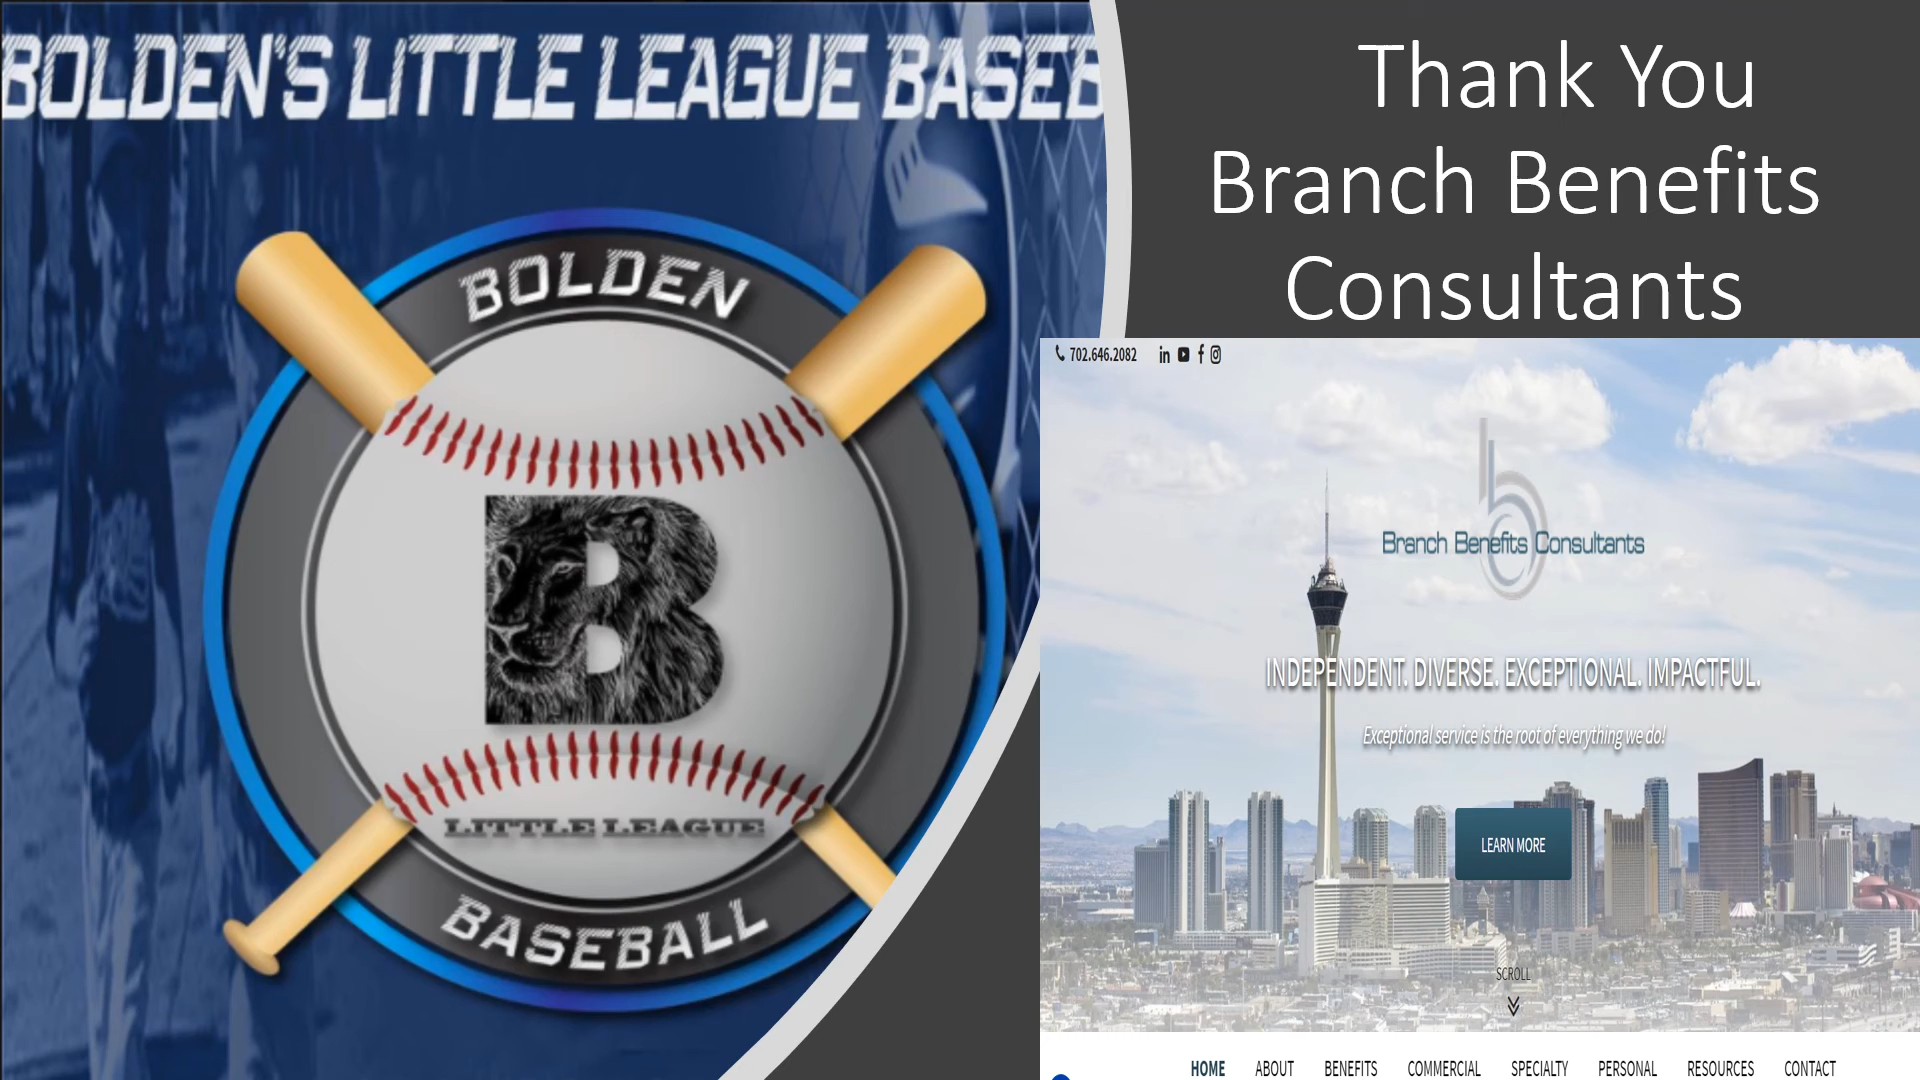 BOLDEN'S LITTLE LEAGUE BASEB
BOLDEN
B
LITTLE LEAGUE
BASEBALL
Thank You
Branch Benefits
Consultants
702.646.2082
Branch Benefits Consultants
INDEPENDENT. DIVERSE. EXCEPTIONAL. IMPACTFUL.
Exceptional service is the root of everything we do!
LEARN MORE
SCROLL
HOME ABOUT BENEFITS COMMERCIAL SPECIALTY PERSONAL RESOURCES CONTACT